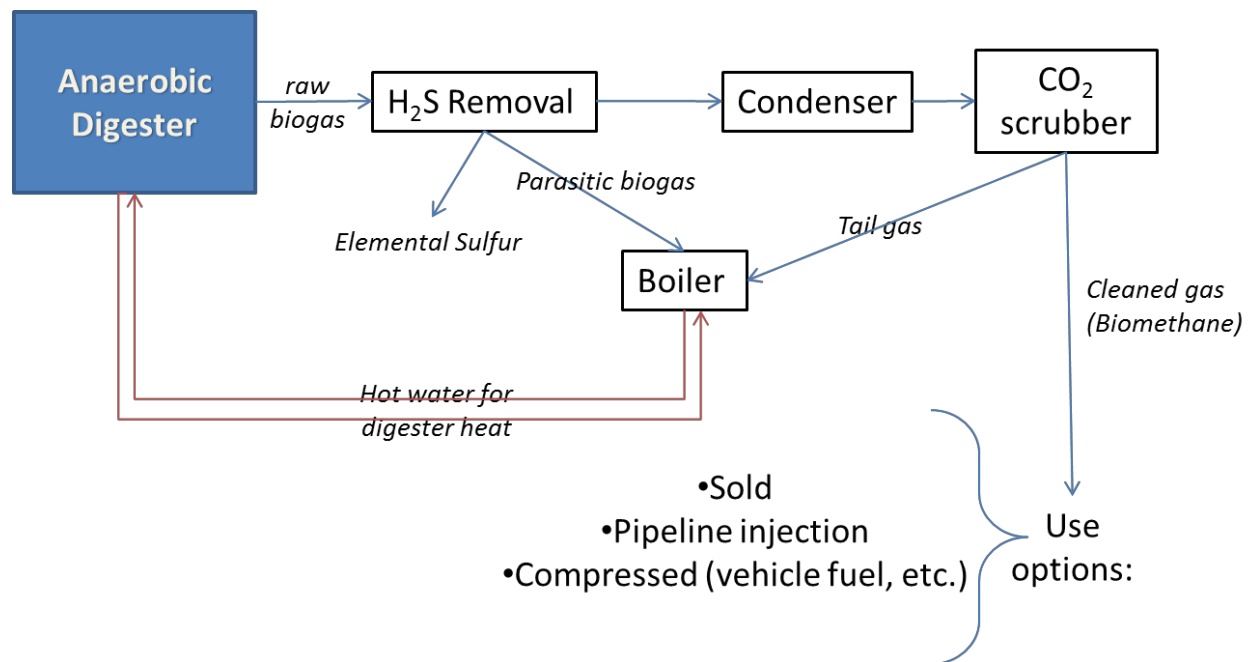 Anaerobic
Digester
raw
biogas
H₂S Removal
Condenser
CO₂
scrubber
Parasitic biogas
Elemental Sulfur
Tail gas
Boiler
Cleaned gas
(Biomethane)
Hot water for
digester heat
•Sold
•Pipeline injection
•Compressed (vehicle fuel, etc.)
Use
options: